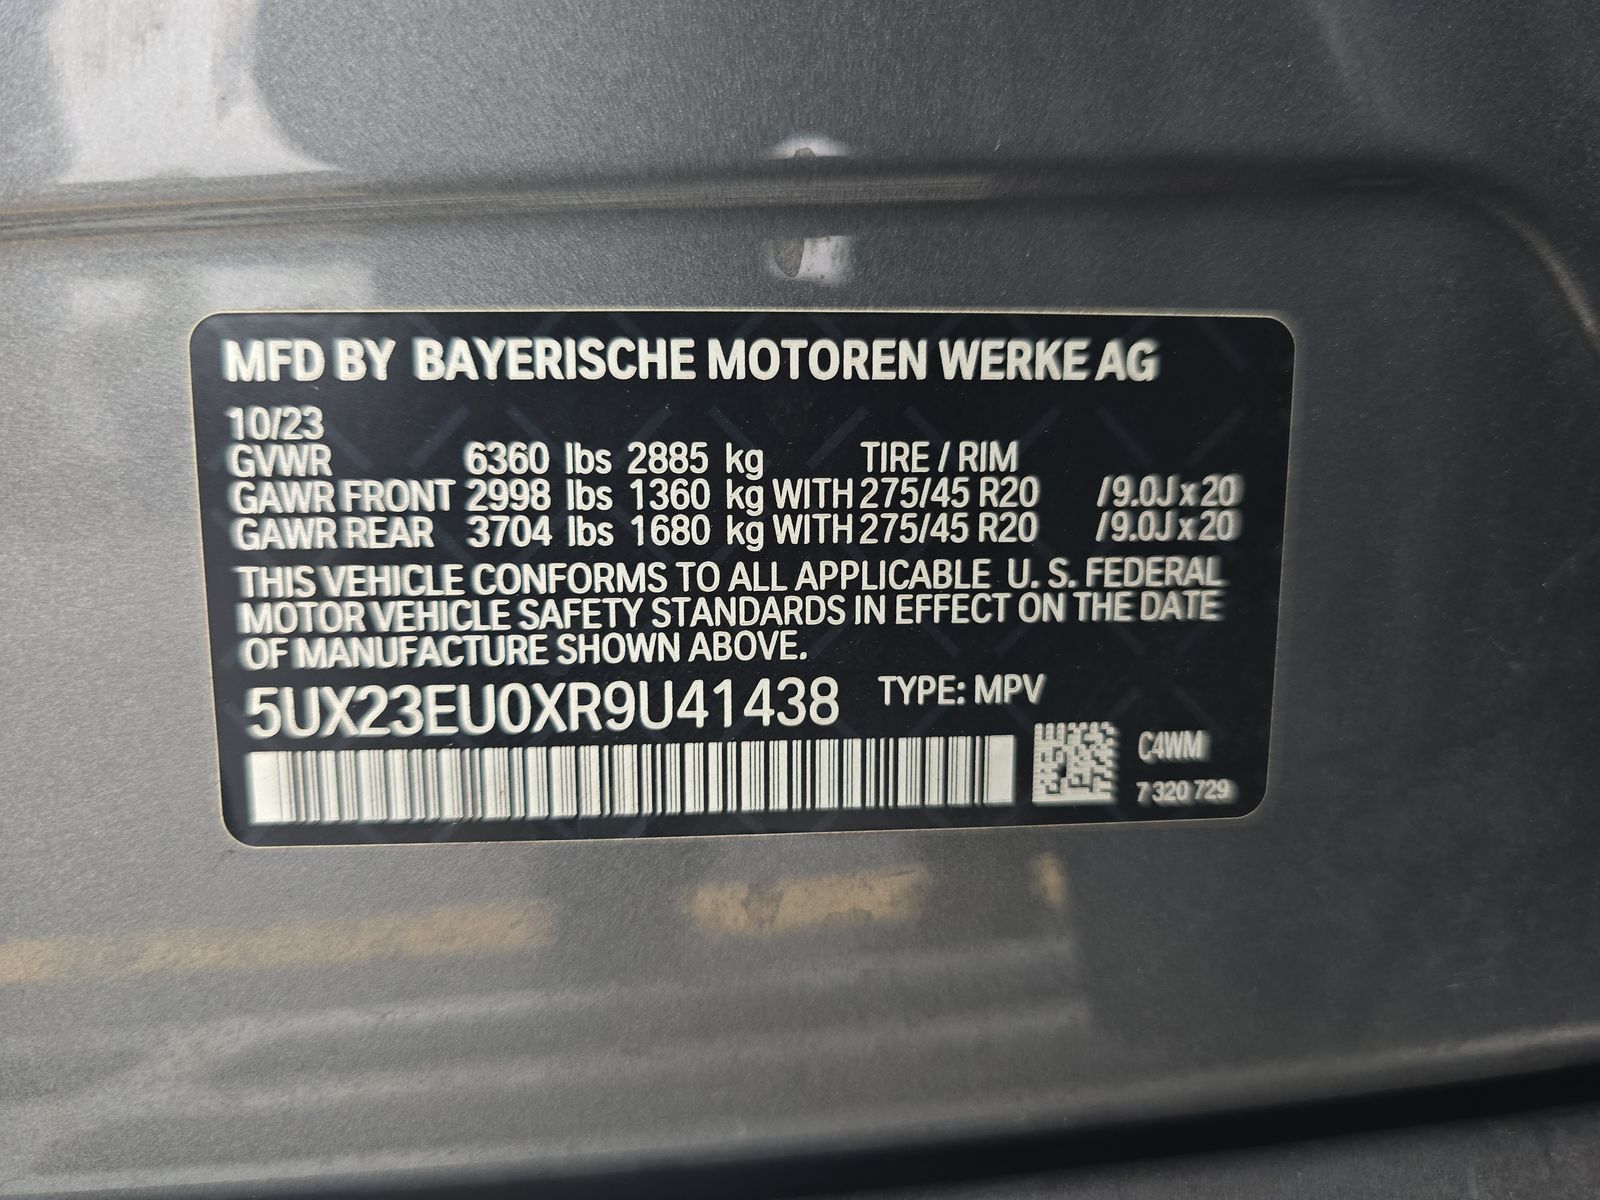 MFD BY BAYERISCHE MOTOREN WERKE AG
10/23
GVWR 6360 lbs 2885 kg TIRE / RIM
GAWR FRONT 2998 lbs 1360 kg WITH 275/45 R20 /9.0J x 20
GAWR REAR 3704 lbs 1680 kg WITH 275/45 R20 /9.0J x 20
THIS VEHICLE CONFORMS TO ALL APPLICABLE U. S. FEDERAL
MOTOR VEHICLE SAFETY STANDARDS IN EFFECT ON THE DATE
OF MANUFACTURE SHOWN ABOVE.
5UX23EU0XR9U41438 TYPE: MPV
C4WM
7 320 729